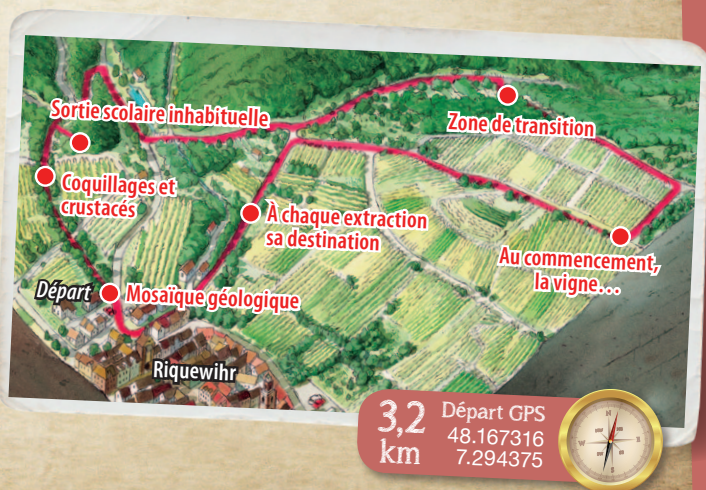 Sortie scolaire inhabituelle
Zone de transition
Coquillages et
crustacés
À chaque extraction
sa destination
Au commencement,
la vigne…
Départ
Mosaïque géologique
Riquewihr
3,2
km
Départ GPS
48.167316
7.294375
N
W
E
S